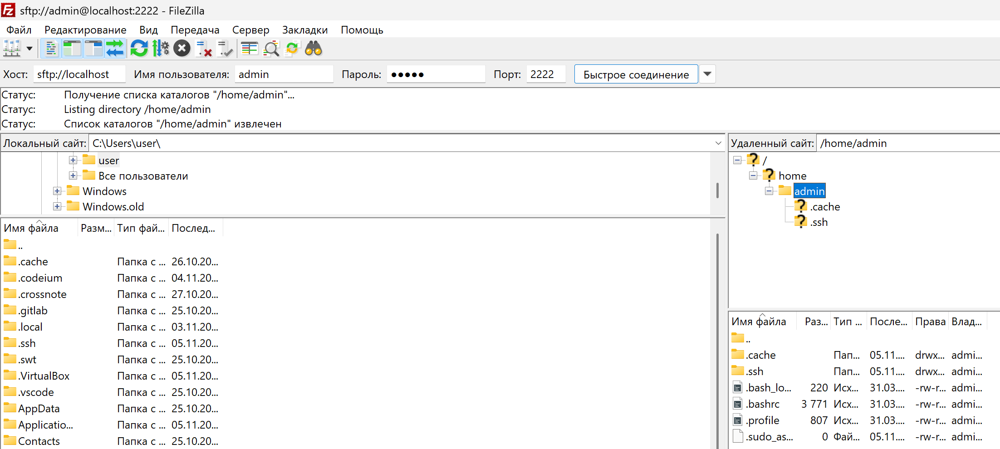 sftp://admin@localhost:2222 - FileZilla
Файл Редактирование Вид Передача Сервер Закладки Помощь
Хост: sftp://localhost Имя пользователя: admin Пароль: ●●●●● Порт: 2222 Быстрое соединение
Статус: Получение списка каталогов "/home/admin"...
Статус: Listing directory /home/admin
Статус: Список каталогов "/home/admin" извлечен
Локальный сайт: C:\Users\user\
user
Все пользователи
Windows
Windows.old
Имя файла Разм... Тип фай... Послед...
..
.cache Папка с ... 26.10.20...
.codeium Папка с ... 04.11.20...
.crossnote Папка с ... 27.10.20...
.gitlab Папка с ... 25.10.20...
.local Папка с ... 03.11.20...
.ssh Папка с ... 05.11.20...
.swt Папка с ... 25.10.20...
.VirtualBox Папка с ... 05.11.20...
.vscode Папка с ... 25.10.20...
AppData Папка с ... 25.10.20...
Applicatio... Папка с ... 05.11.20...
Contacts Папка с ... 25.10.20...
Удаленный сайт: /home/admin
/
home
admin
.cache
.ssh
Имя файла Раз... Тип ... После... Права Влад...
..
.cache Пап... 05.11.... drwx... admi...
.ssh Пап... 05.11.... drwx... admi...
.bash_lo... 220 Исх... 31.03.... -rw-r... admi...
.bashrc 3 771 Исх... 31.03.... -rw-r... admi...
.profile 807 Исх... 31.03.... -rw-r... admi...
.sudo_as... 0 Фай... 05.11.... -rw-r... admi...